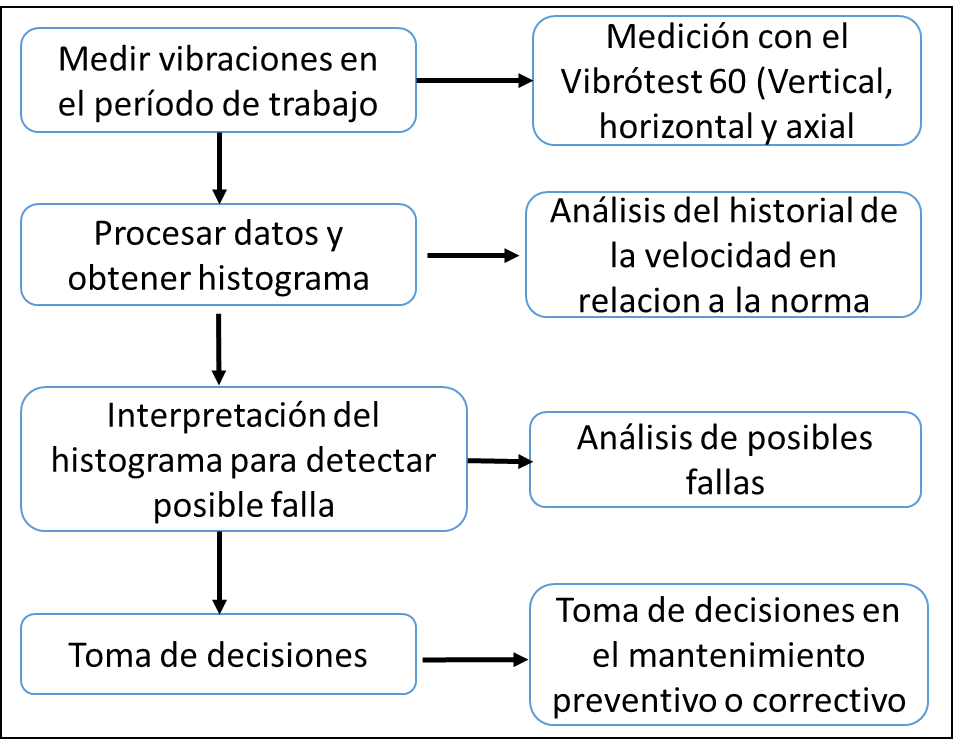 Medir vibraciones en
el período de trabajo
Medición con el
Vibrótest 60 (Vertical,
horizontal y axial
Procesar datos y
obtener histograma
Análisis del historial de
la velocidad en
relacion a la norma
Interpretación del
histograma para detectar
posible falla
Análisis de posibles
fallas
Toma de decisiones
Toma de decisiones en
el mantenimiento
preventivo o correctivo